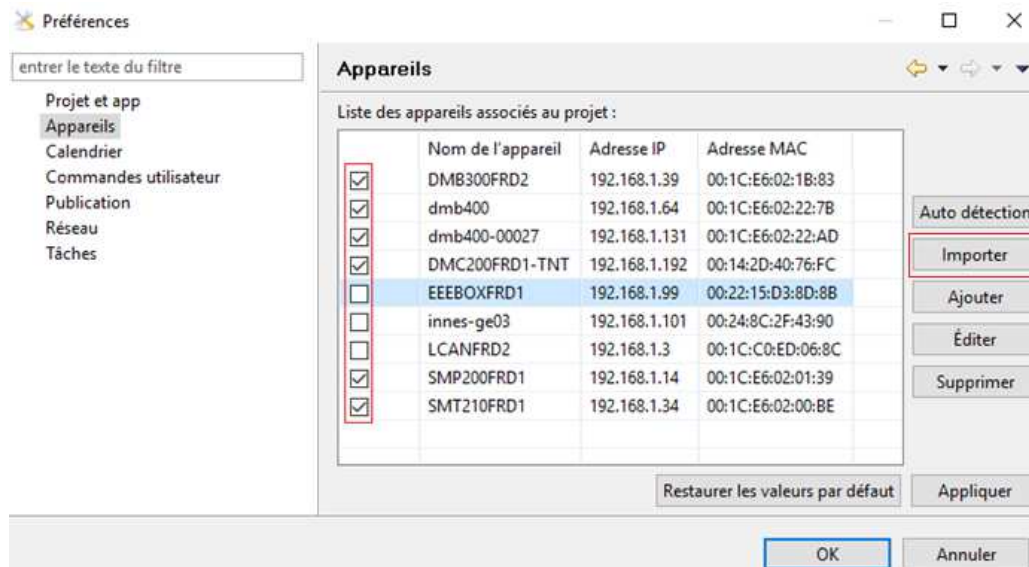 Préférences
entrer le texte du filtre
Projet et app
Appareils
Calendrier
Commandes utilisateur
Publication
Réseau
Tâches
Appareils
Liste des appareils associés au projet :
Nom de l'appareil Adresse IP Adresse MAC
DMB300FRD2 192.168.1.39 00:1C:E6:02:1B:83
dmb400 192.168.1.64 00:1C:E6:02:22:7B
dmb400-00027 192.168.1.131 00:1C:E6:02:22:AD
DMC200FRD1-TNT 192.168.1.192 00:14:2D:40:76:FC
EEEBOXFRD1 192.168.1.99 00:22:15:D3:8D:8B
innes-ge03 192.168.1.101 00:24:8C:2F:43:90
LCANFRD2 192.168.1.3 00:1C:C0:ED:06:8C
SMP200FRD1 192.168.1.14 00:1C:E6:02:01:39
SMT210FRD1 192.168.1.34 00:1C:E6:02:00:BE
Auto détection
Importer
Ajouter
Éditer
Supprimer
Restaurer les valeurs par défaut Appliquer
OK Annuler